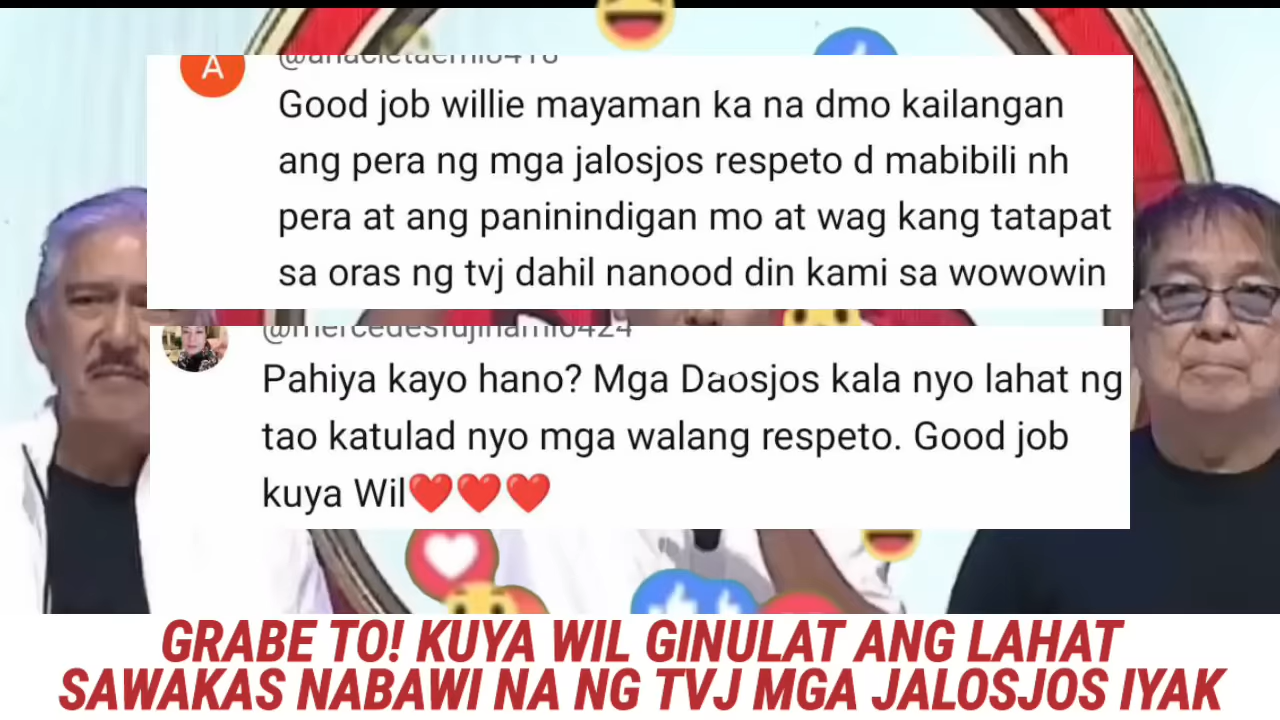 A
Good job willie mayaman ka na dmo kailangan
ang pera ng mga jalosjos respeto d mabibili nh
pera at ang paninindigan mo at wag kang tatapat
sa oras ng tvj dahil nanood din kami sa wowowin
Pahiya kayo hano? Mga Daosjos kala nyo lahat ng
tao katulad nyo mga walang respeto. Good job
kuya Wil❤️❤️❤️
GRABE TO! KUYA WIL GINULAT ANG LAHAT
SAWAKAS NABAWI NA NG TVJ MGA JALOSJOS IYAK